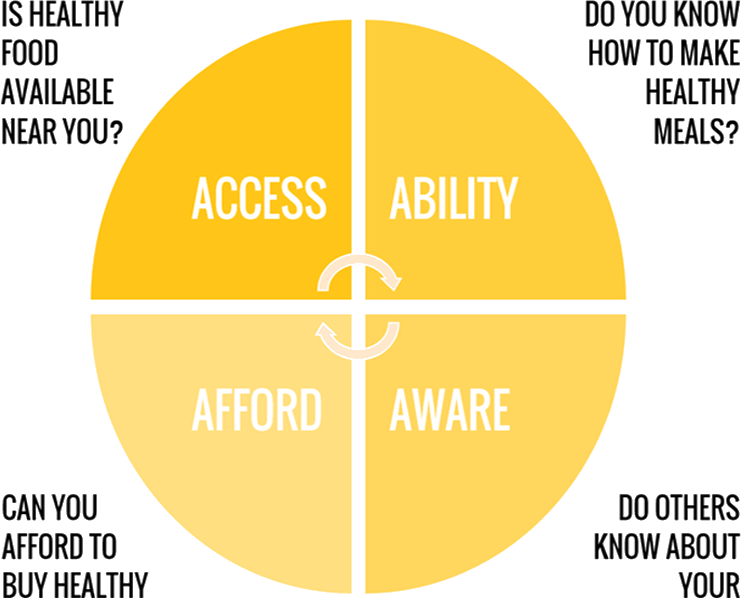 IS HEALTHY
FOOD
AVAILABLE
NEAR YOU?
DO YOU KNOW
HOW TO MAKE
HEALTHY
MEALS?
ACCESS
ABILITY
AFFORD
AWARE
CAN YOU
AFFORD TO
BUY HEALTHY
DO OTHERS
KNOW ABOUT
YOUR